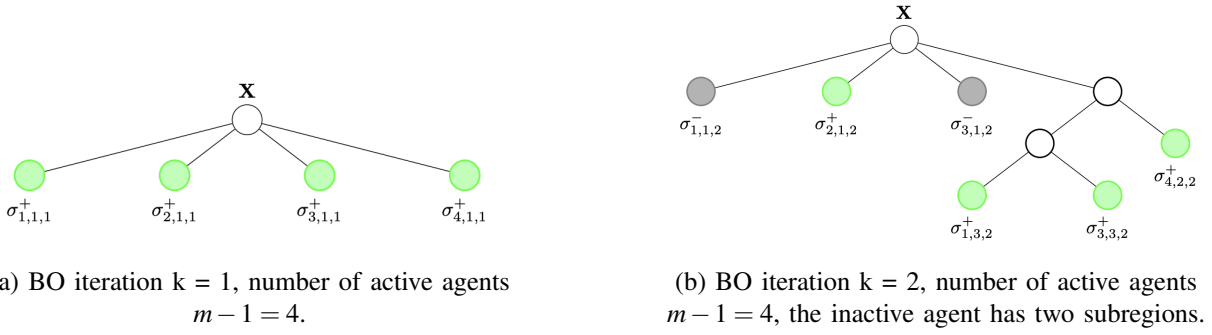 X
σ⁺₁,₁,₁
σ⁺₂,₁,₁
σ⁺₃,₁,₁
σ⁺₄,₁,₁
a) BO iteration k = 1, number of active agents
m − 1 = 4.
X
σ⁻₁,₁,₂
σ⁺₂,₁,₂
σ⁻₃,₁,₂
σ⁺₄,₂,₂
σ⁺₁,₃,₂
σ⁺₃,₃,₂
(b) BO iteration k = 2, number of active agents
m − 1 = 4, the inactive agent has two subregions.